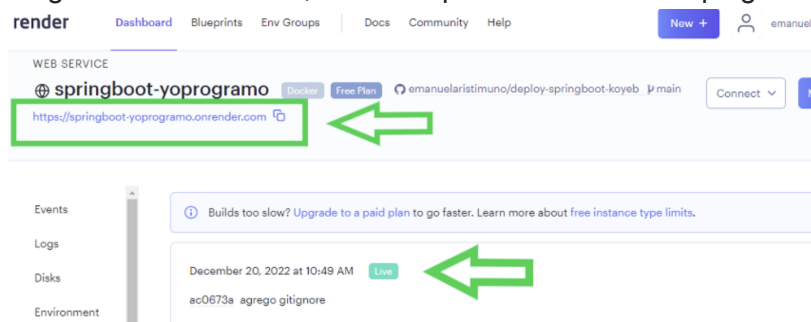 render Dashboard Blueprints Env Groups Docs Community Help New + emanuel
WEB SERVICE
springboot-yoprogramo Docker Free Plan emanuelaristimuno/deploy-springboot-koyeb main Connect
https://springboot-yoprogramo.onrender.com
Events
Builds too slow? Upgrade to a paid plan to go faster. Learn more about free instance type limits.
Logs
December 20, 2022 at 10:49 AM Live
Disks
ac0673a agrego gitignore
Environment